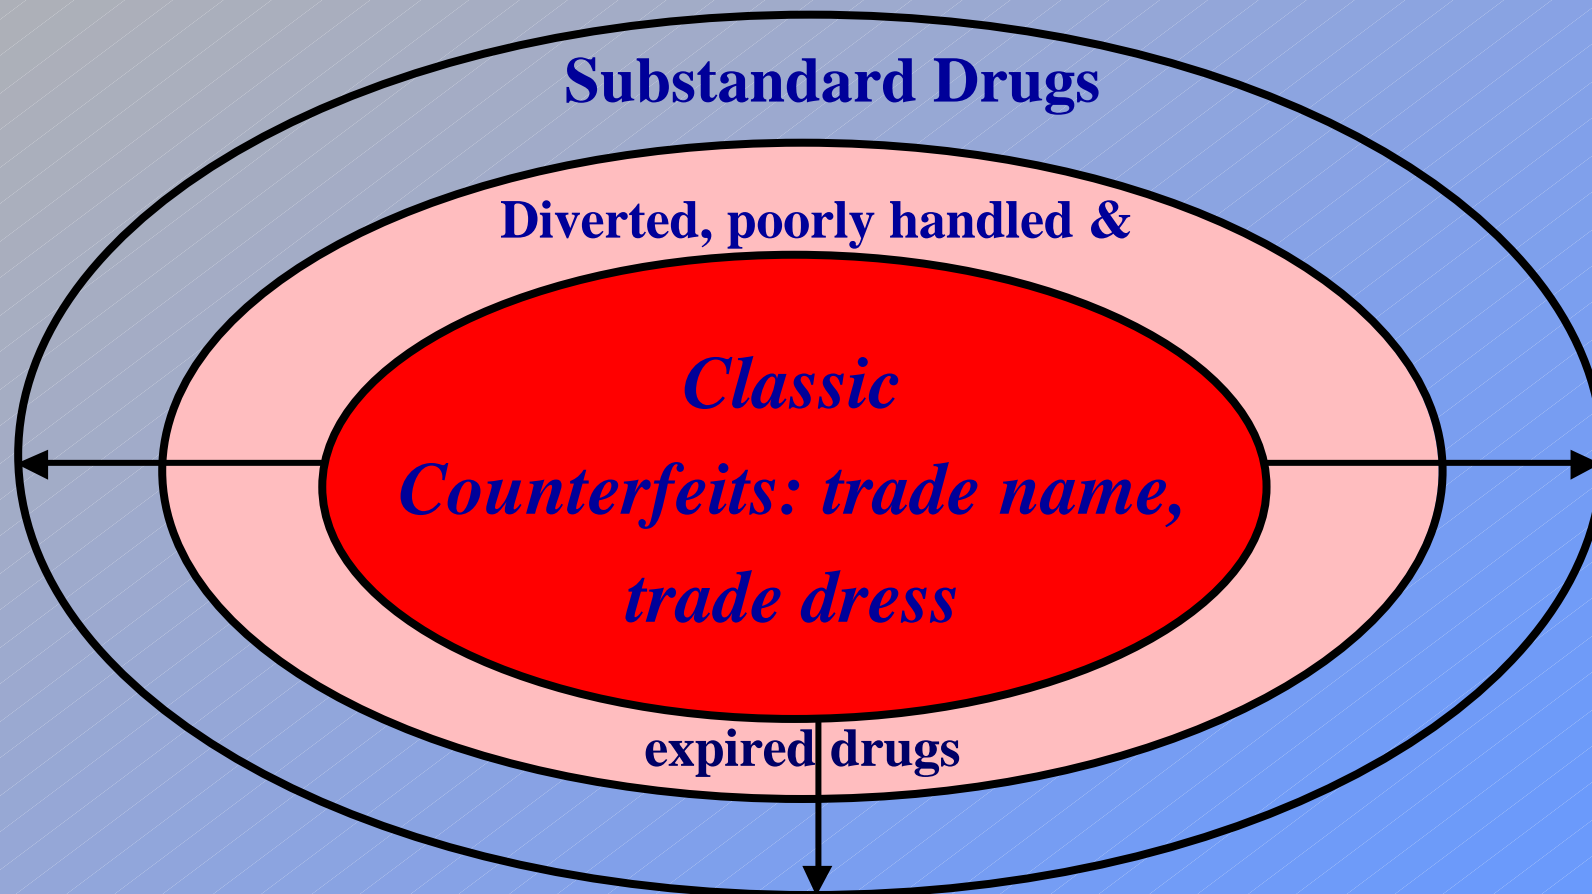 Substandard Drugs
Diverted, poorly handled &
Classic
Counterfeits: trade name,
trade dress
expired drugs